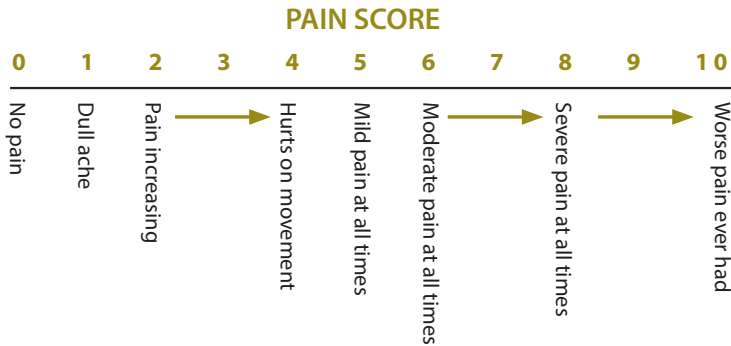 PAIN SCORE
0 1 2 3 4 5 6 7 8 9 10
No pain
Dull ache
Pain increasing
Hurts on movement
Mild pain at all times
Moderate pain at all times
Severe pain at all times
Worse pain ever had